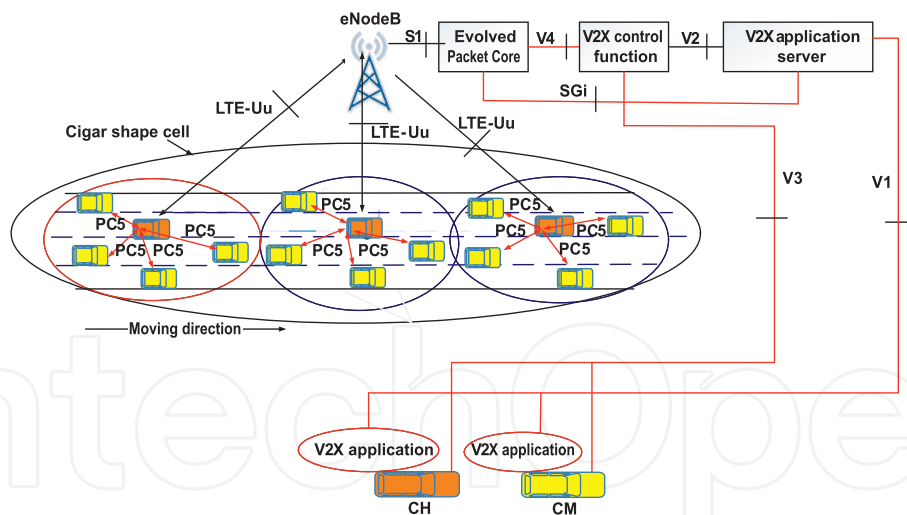 eNodeB
S1
Evolved
Packet Core
V4
V2X control
function
V2
V2X application
server
SGi
LTE-Uu
LTE-Uu
LTE-Uu
Cigar shape cell
V3
V1
PC5
PC5
PC5
PC5
PC5
PC5
PC5
PC5
PC5
PC5
PC5
PC5
Moving direction
ntechOpe
V2X application
V2X application
CH
CM